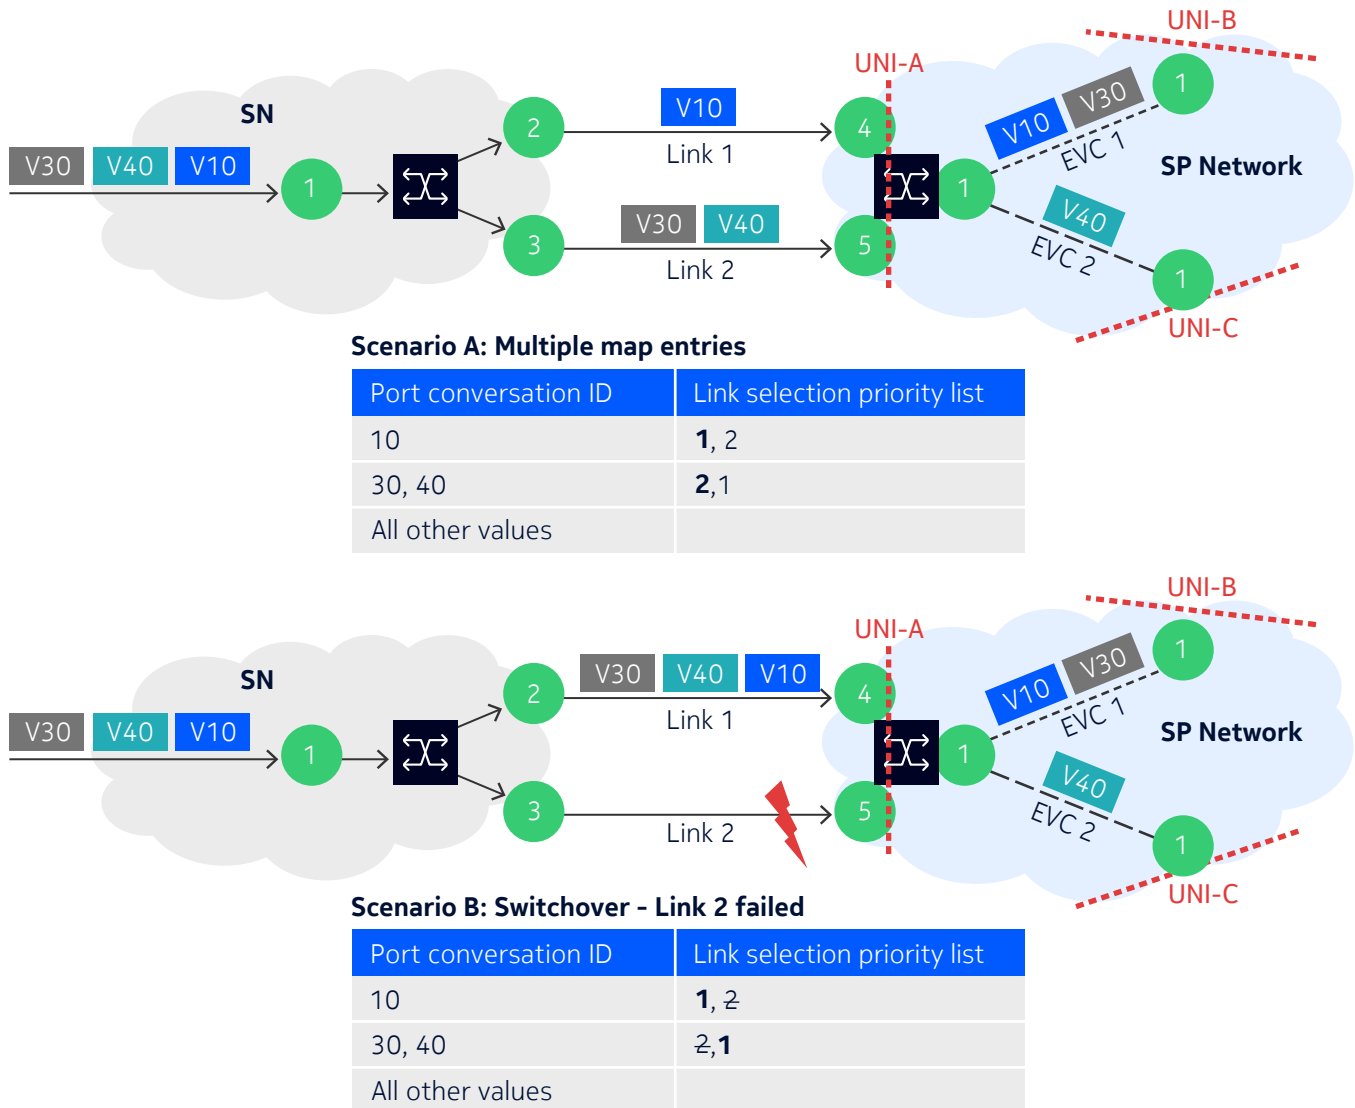 UNI-B
UNI-A
SN
V10
V10 V30
1
2
4
Link 1
EVC 1
SP Network
V30 V40 V10
1
1
V30 V40
V40
3
5
Link 2
EVC 2
1
UNI-C
Scenario A: Multiple map entries
Port conversation ID Link selection priority list
10 1, 2
30, 40 2,1
All other values
UNI-B
UNI-A
SN
V30 V40 V10
V10 V30
1
2
4
Link 1
EVC 1
SP Network
V30 V40 V10
1
1
V40
3
5
Link 2
EVC 2
1
UNI-C
Scenario B: Switchover - Link 2 failed
Port conversation ID Link selection priority list
10 1, 2
30, 40 2,1
All other values